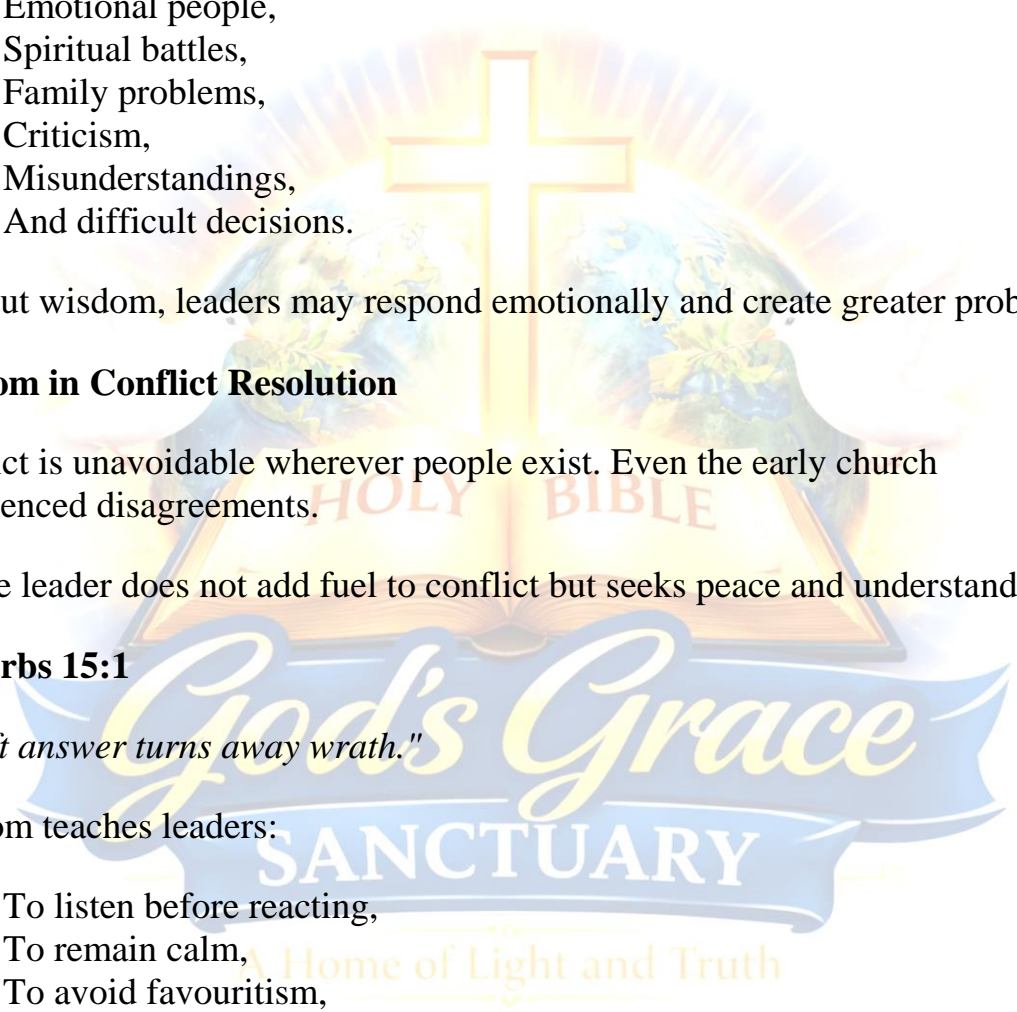 Emotional people,
Spiritual battles,
Family problems,
Criticism,
Misunderstandings,
And difficult decisions.
ut wisdom, leaders may respond emotionally and create greater prob
om in Conflict Resolution
ct is unavoidable wherever people exist. Even the early church
enced disagreements.
e leader does not add fuel to conflict but seeks peace and understand
HOLY BIBLE
rbs 15:1
t answer turns away wrath."
God's Grace
om teaches leaders:
SANCTUARY
To listen before reacting,
To remain calm,
A Home of Light and Truth
To avoid favouritism,